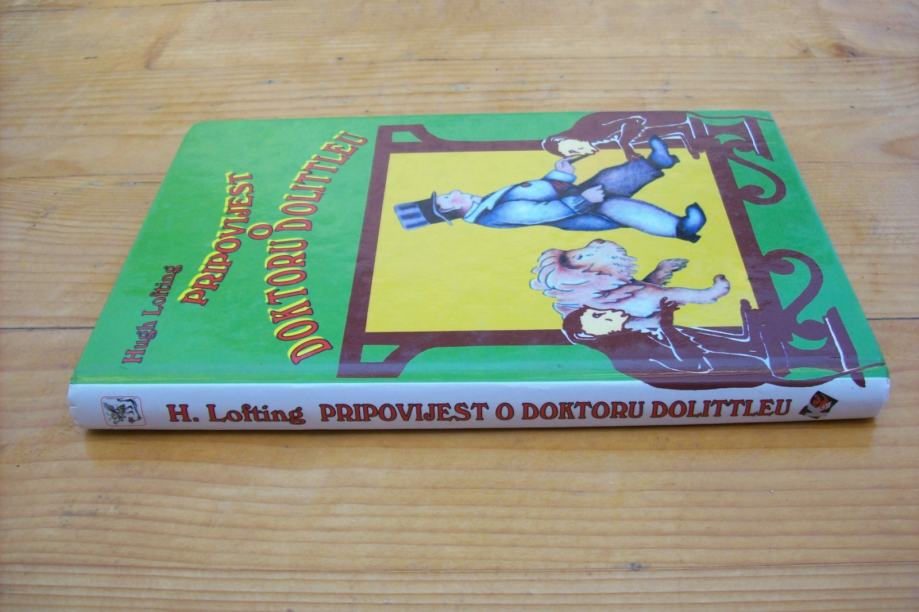 Hugh Lofting
PRIPOVIJEST
O
DOKTORU DOLITTLEU
H. Lofting PRIPOVIJEST O DOKTORU DOLITTLEU